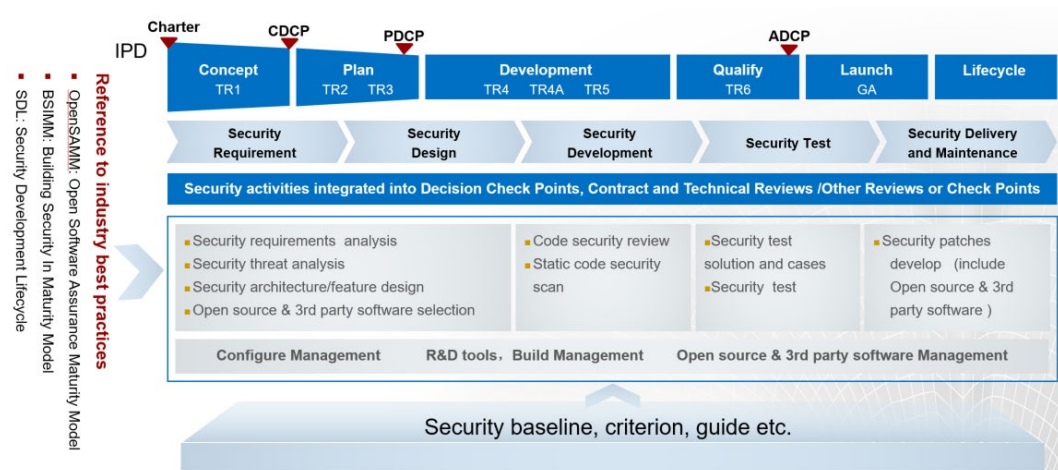 Charter
CDCP
PDCP
ADCP
IPD
Concept
Plan
Development
Qualify
Launch
Lifecycle
TR1
TR2 TR3
TR4 TR4A TR5
TR6
GA
Security
Requirement
Security
Design
Security
Development
Security Test
Security Delivery
and Maintenance
Security activities integrated into Decision Check Points, Contract and Technical Reviews /Other Reviews or Check Points
Reference to industry best practices
▪ OpenSAMM: Open Software Assurance Maturity Model
▪ BSIMM: Building Security In Maturity Model
▪ SDL: Security Development Lifecycle
▪Security requirements analysis
▪Security threat analysis
▪Security architecture/feature design
▪Open source & 3rd party software selection
▪Code security review
▪Static code security
scan
▪Security test
solution and cases
▪Security test
▪Security patches
develop (include
Open source & 3rd
party software )
Configure Management R&D tools，Build Management Open source & 3rd party software Management
Security baseline, criterion, guide etc.